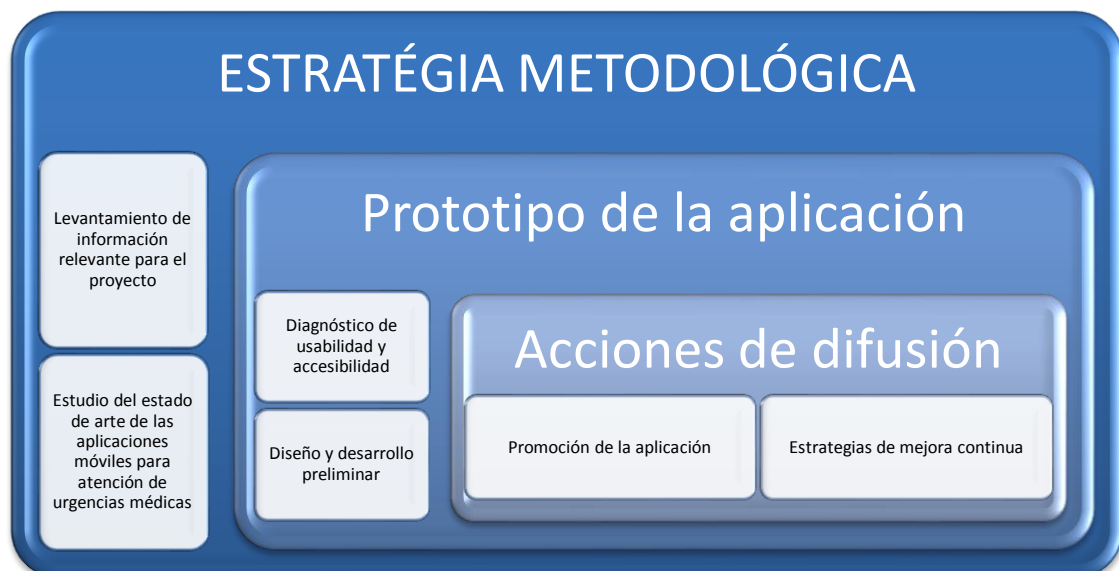 ESTRATÉGIA METODOLÓGICA
Levantamiento de
información
relevante para el
proyecto
Estudio del estado
de arte de las
aplicaciones
móviles para
atención de
urgencias médicas
Prototipo de la aplicación
Diagnóstico de
usabilidad y
accesibilidad
Diseño y desarrollo
preliminar
Acciones de difusión
Promoción de la aplicación
Estrategias de mejora continua